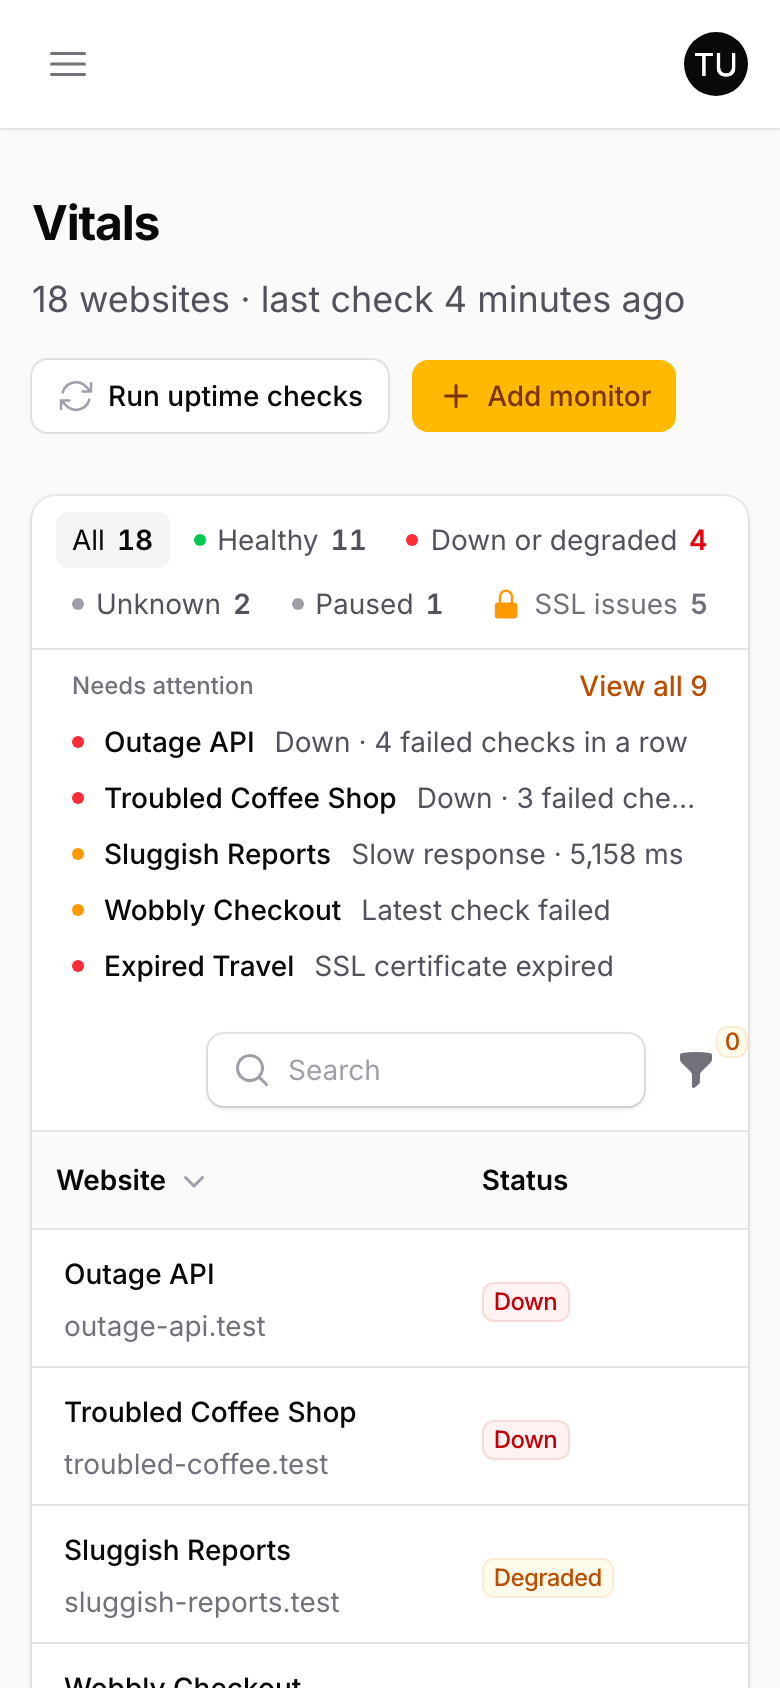 TU
Vitals
18 websites · last check 4 minutes ago
Run uptime checks
Add monitor
All 18 Healthy 11 Down or degraded 4
Unknown 2 Paused 1 SSL issues 5
Needs attention View all 9
Outage API Down · 4 failed checks in a row
Troubled Coffee Shop Down · 3 failed che...
Sluggish Reports Slow response · 5,158 ms
Wobbly Checkout Latest check failed
Expired Travel SSL certificate expired
0
Search
Website Status
Outage API
outage-api.test
Down
Troubled Coffee Shop
troubled-coffee.test
Down
Sluggish Reports
sluggish-reports.test
Degraded
Wobbly Checkout